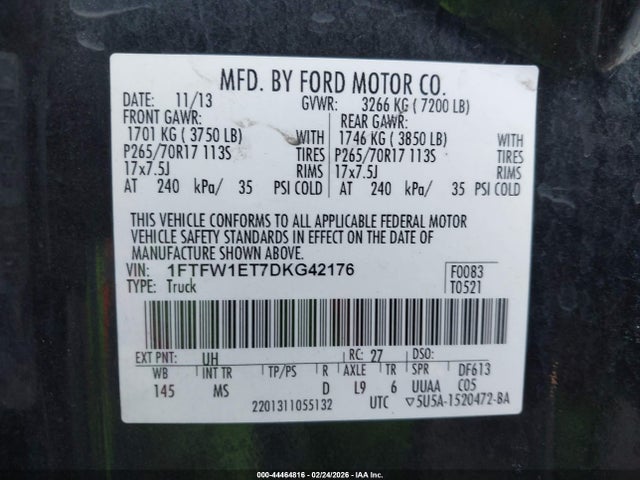 MFD. BY FORD MOTOR CO.
DATE: 11/13 GVWR: 3266 KG ( 7200 LB)
FRONT GAWR: REAR GAWR:
1701 KG ( 3750 LB) WITH 1746 KG ( 3850 LB) WITH
P265/70R17 113S TIRES P265/70R17 113S TIRES
17x7.5J RIMS 17x7.5J RIMS
AT 240 kPa/ 35 PSI COLD AT 240 kPa/ 35 PSI COLD
THIS VEHICLE CONFORMS TO ALL APPLICABLE FEDERAL MOTOR
VEHICLE SAFETY STANDARDS IN EFFECT ON THE DATE OF
MANUFACTURE SHOWN ABOVE.
VIN: 1FTFW1ET7DKG42176 F0083
TYPE: Truck T0521
EXT PNT: UH RC: 27 DSO:
WB INT TR TP/PS R AXLE TR SPR DF613
145 MS D L9 6 UUAA C05
2201311055132 UTC ▽5U5A-1520472-BA
000-44464816 - 02/24/2026 - IAA Inc.